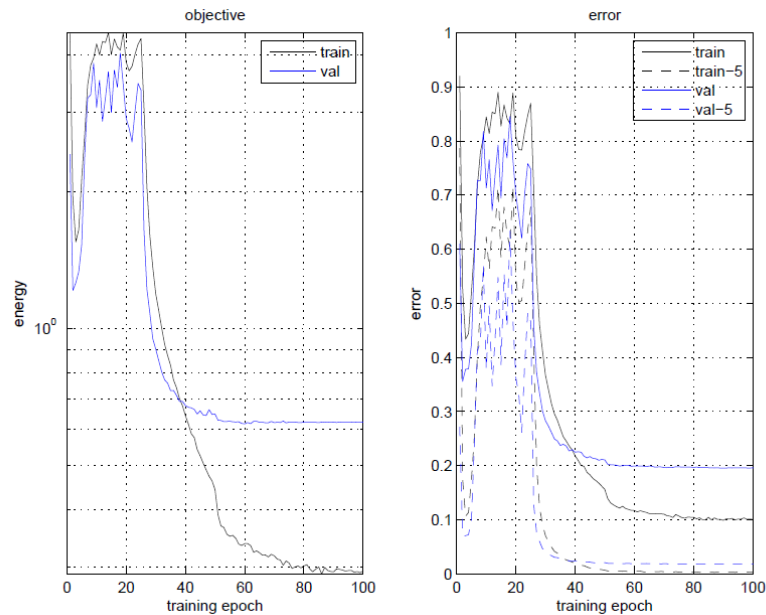 objective
train
val
energy
10^0
0 20 40 60 80 100
training epoch
error
train
train-5
val
val-5
error
1
0.9
0.8
0.7
0.6
0.5
0.4
0.3
0.2
0.1
0
0 20 40 60 80 100
training epoch